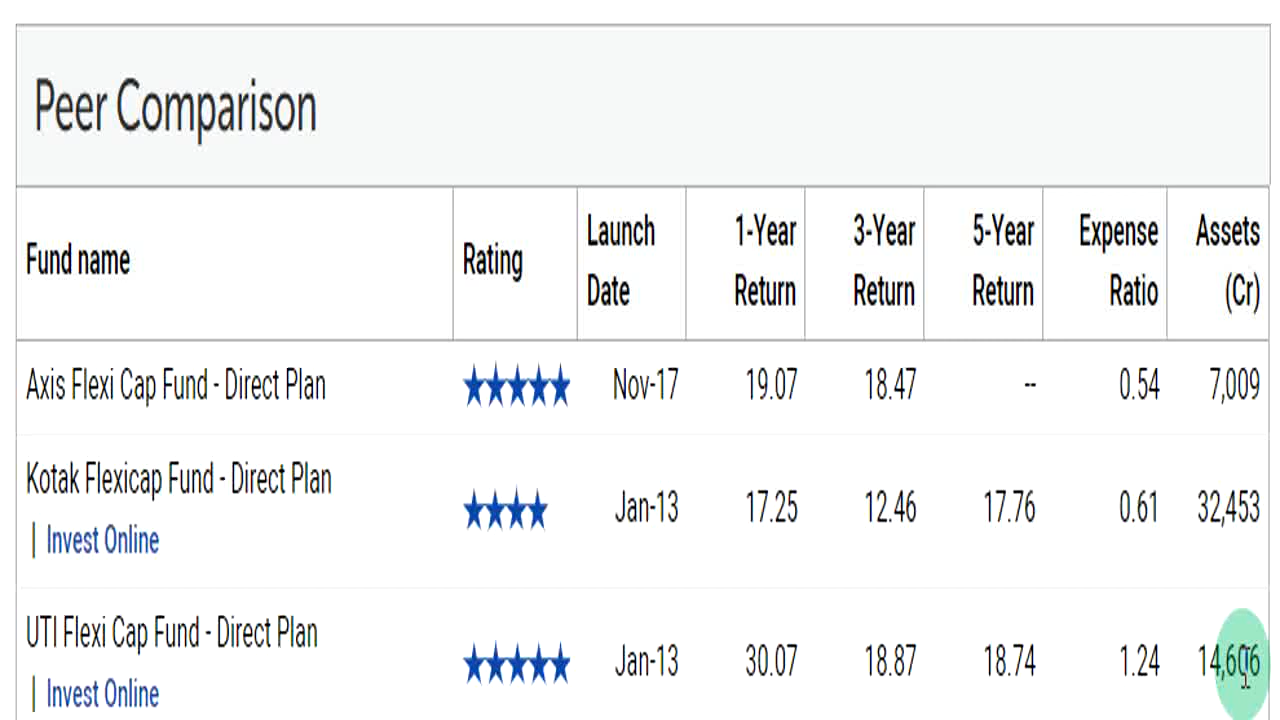 Peer Comparison
Fund name Rating Launch Date 1-Year Return 3-Year Return 5-Year Return Expense Ratio Assets (Cr)
Axis Flexi Cap Fund - Direct Plan ★★★★★ Nov-17 19.07 18.47 -- 0.54 7,009
Kotak Flexicap Fund - Direct Plan ★★★★ Jan-13 17.25 12.46 17.76 0.61 32,453
| Invest Online
UTI Flexi Cap Fund - Direct Plan ★★★★★ Jan-13 30.07 18.87 18.74 1.24
| Invest Online